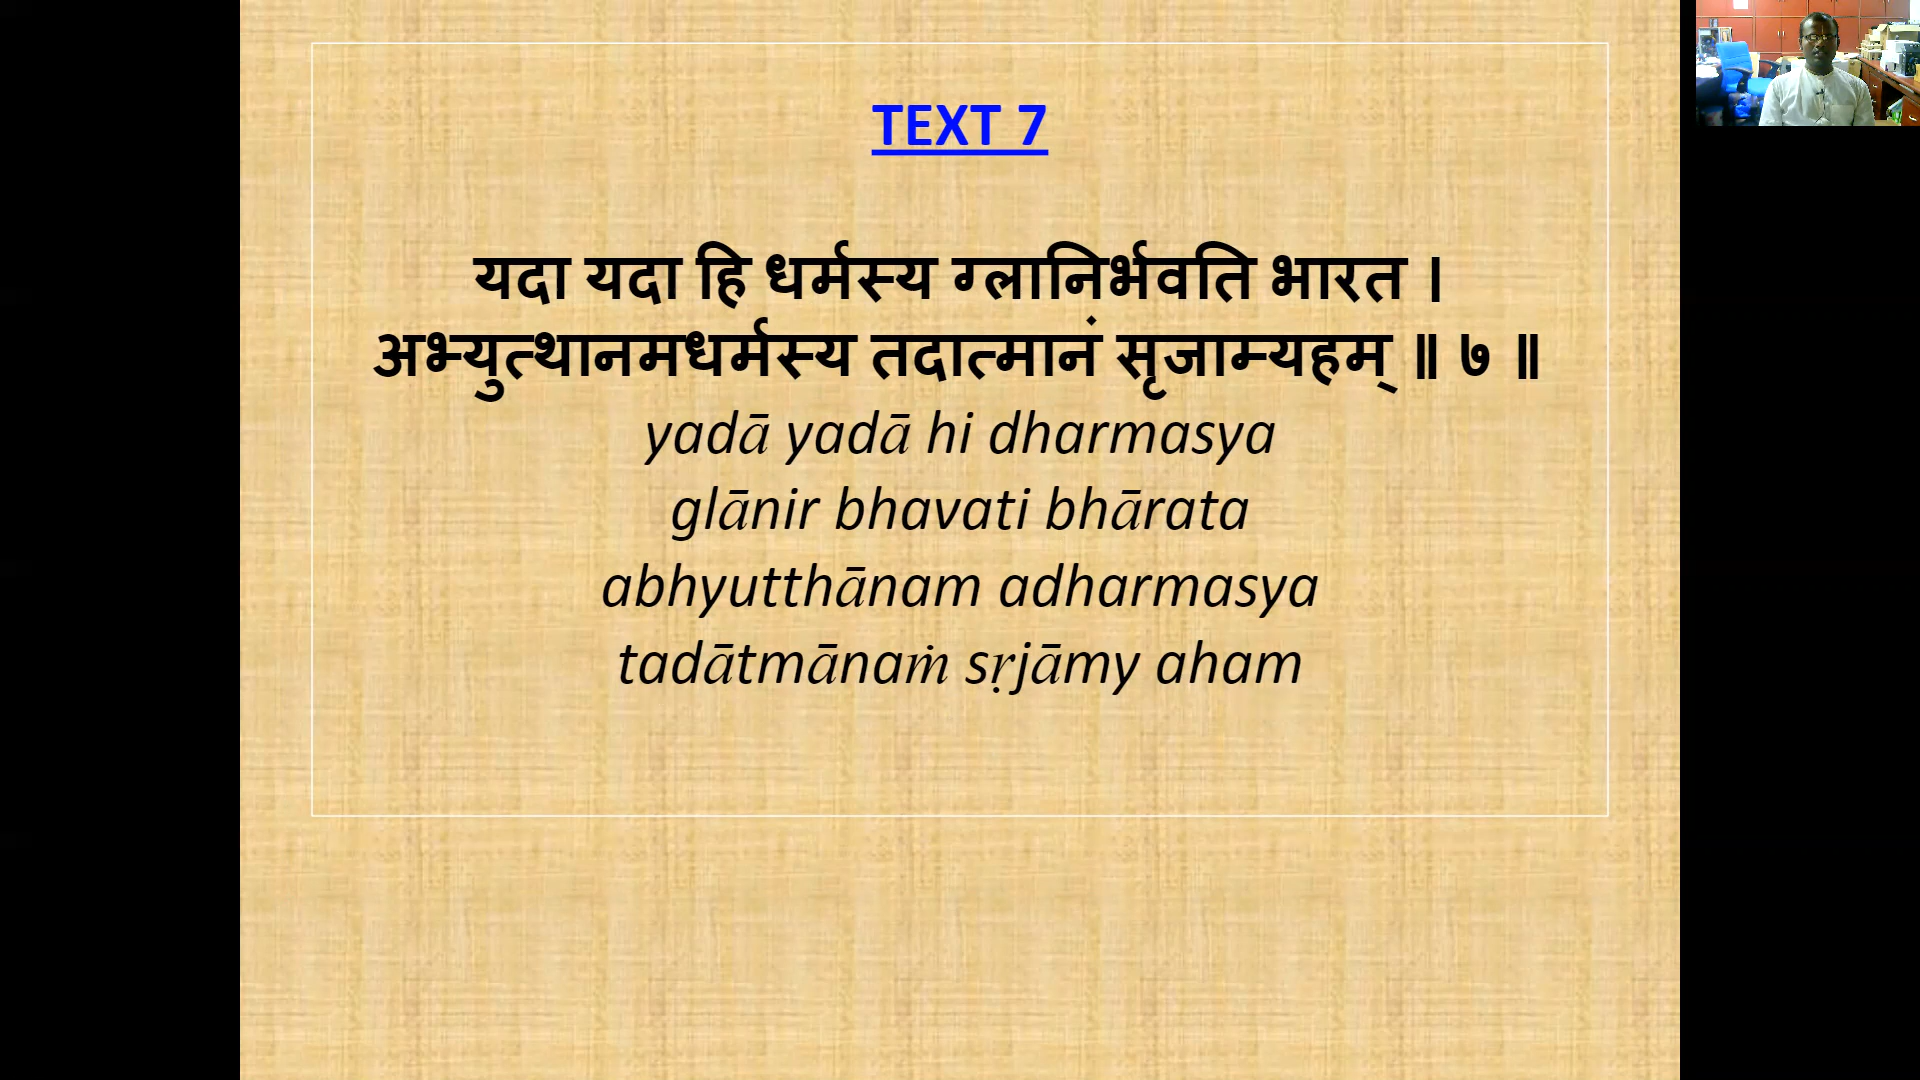 TEXT 7
यदा यदा हि धर्मस्य ग्लानिर्भवति भारत ।
अभ्युत्थानमधर्मस्य तदात्मानं सृजाम्यहम् ॥ ७ ॥
yadā yadā hi dharmasya
glānir bhavati bhārata
abhyutthānam adharmasya
tadātmānaṁ sṛjāmy aham